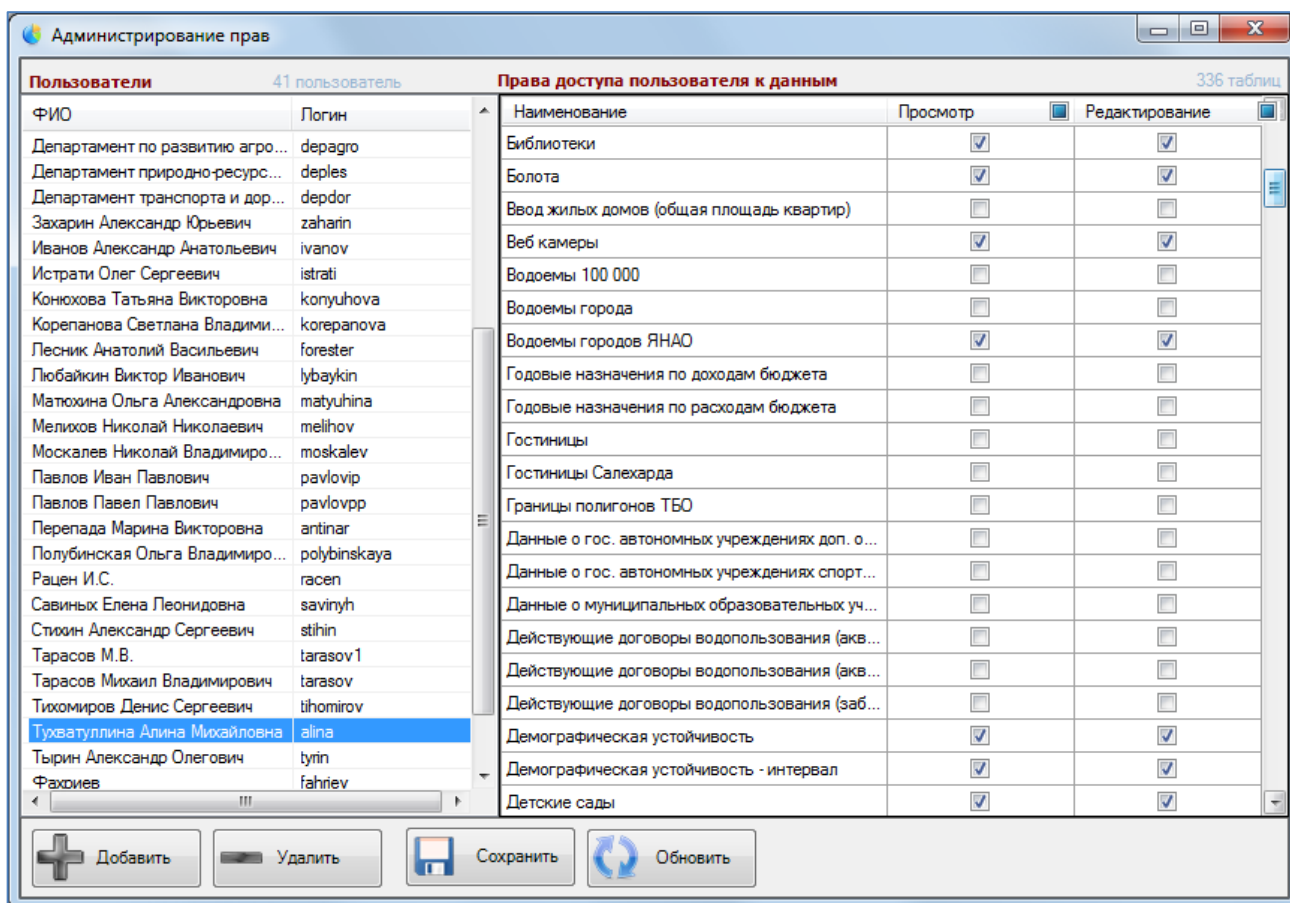 Администрирование прав
Пользователи 41 пользователь
ФИО Логин
Департамент по развитию агро... depagro
Департамент природно-ресурс... deples
Департамент транспорта и дор... depdor
Захарин Александр Юрьевич zaharin
Иванов Александр Анатольевич ivanov
Истрати Олег Сергеевич istrati
Конюхова Татьяна Викторовна konyuhova
Корепанова Светлана Владими... korepanova
Лесник Анатолий Васильевич forester
Любайкин Виктор Иванович lybaykin
Матюхина Ольга Александровна matyuhina
Мелихов Николай Николаевич melihov
Москалев Николай Владимиро... moskalev
Павлов Иван Павлович pavlovip
Павлов Павел Павлович pavlovpp
Перепада Марина Викторовна antinar
Полубинская Ольга Владимиро... polybinskaya
Рацен И.С. racen
Савиных Елена Леонидовна savinyh
Стихин Александр Сергеевич stihin
Тарасов М.В. tarasov1
Тарасов Михаил Владимирович tarasov
Тихомиров Денис Сергеевич tihomirov
Тухватуллина Алина Михайловна alina
Тырин Александр Олегович tyrin
Фахриев fahriev
Права доступа пользователя к данным 336 таблиц
Наименование Просмотр Редактирование
Библиотеки
Болота
Ввод жилых домов (общая площадь квартир)
Веб камеры
Водоемы 100 000
Водоемы города
Водоемы городов ЯНАО
Годовые назначения по доходам бюджета
Годовые назначения по расходам бюджета
Гостиницы
Гостиницы Салехарда
Границы полигонов ТБО
Данные о гос. автономных учреждениях доп. о...
Данные о гос. автономных учреждениях спорт...
Данные о муниципальных образовательных уч...
Действующие договоры водопользования (акв...
Действующие договоры водопользования (акв...
Действующие договоры водопользования (заб...
Демографическая устойчивость
Демографическая устойчивость - интервал
Детские сады
Добавить Удалить Сохранить Обновить